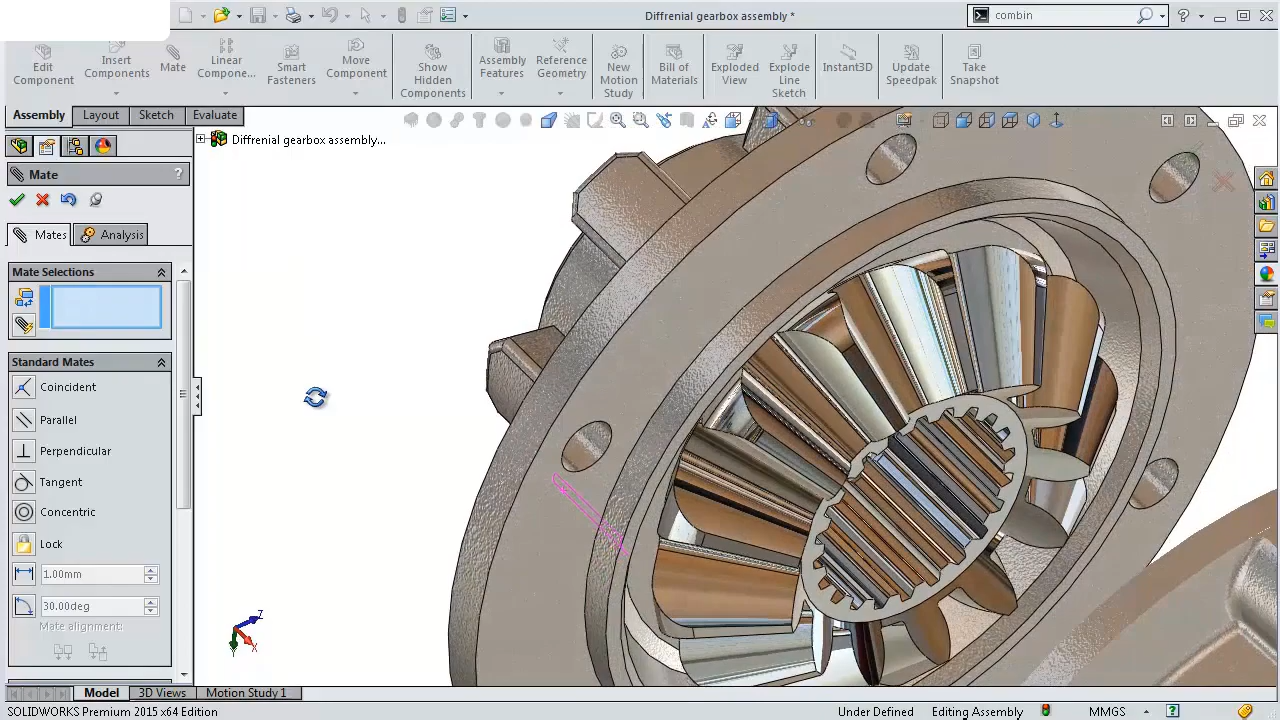 Diffrenial gearbox assembly *
combin
Edit Component
Insert Components
Mate
Linear Compone...
Smart Fasteners
Move Component
Show Hidden Components
Assembly Features
Reference Geometry
New Motion Study
Bill of Materials
Exploded View
Explode Line Sketch
Instant3D
Update Speedpak
Take Snapshot
Assembly
Layout
Sketch
Evaluate
Diffrenial gearbox assembly...
Mate
?
Mates
Analysis
Mate Selections
Standard Mates
Coincident
Parallel
Perpendicular
Tangent
Concentric
Lock
1.00mm
30.00deg
Mate alignment:
Z
X
Y
Model
3D Views
Motion Study 1
SOLIDWORKS Premium 2015 x64 Edition
Under Defined
Editing Assembly
MMGS
?